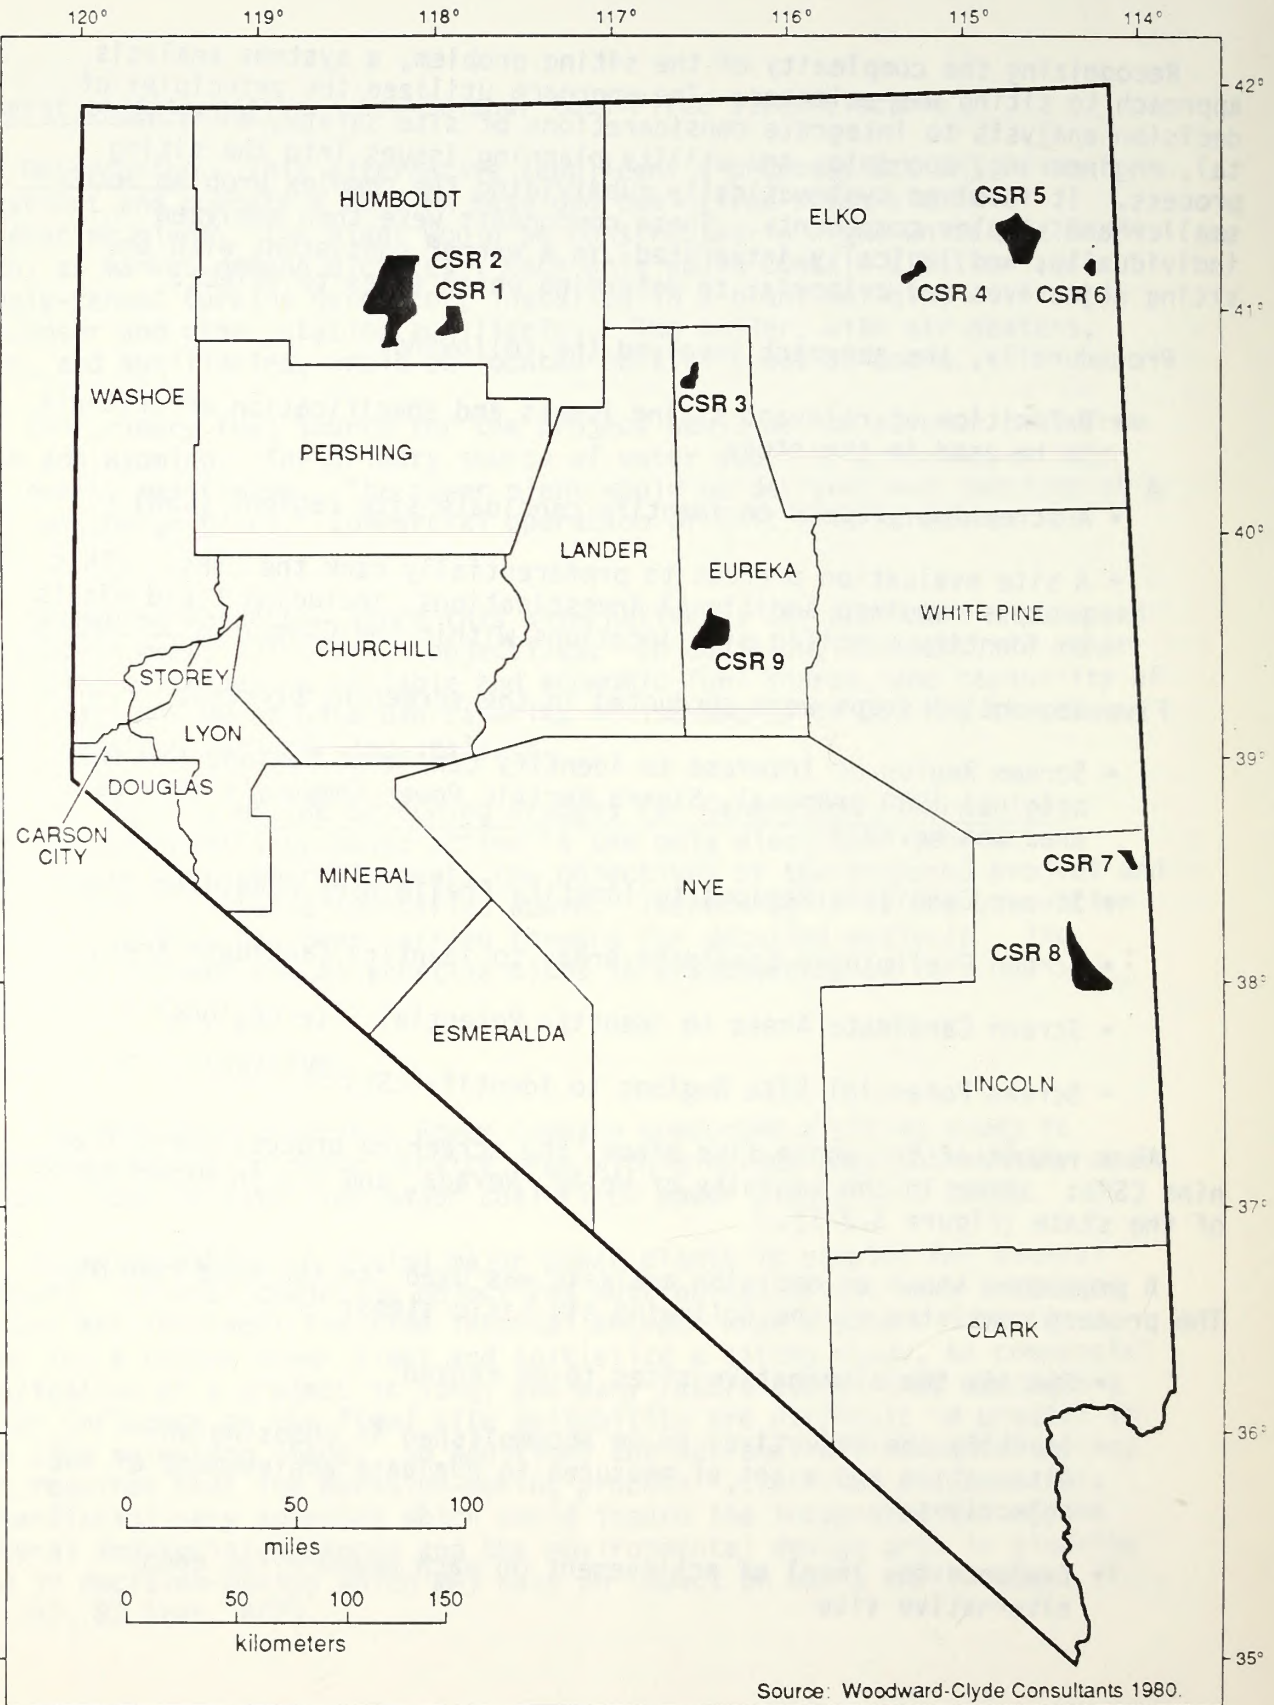 120° 119° 118° 117° 116° 115° 114°
42°
HUMBOLDT
ELKO
CSR 5
CSR 2
CSR 1
CSR 4
CSR 6
41°
WASHOE
CSR 3
PERSHING
40°
LANDER
EUREKA
WHITE PINE
CHURCHILL
CSR 9
STOREY
LYON
39°
DOUGLAS
CARSON
CITY
MINERAL
NYE
CSR 7
CSR 8
38°
ESMERALDA
LINCOLN
37°
CLARK
36°
0 50 100
miles
0 50 100 150
kilometers
35°
Source: Woodward-Clyde Consultants 1980.